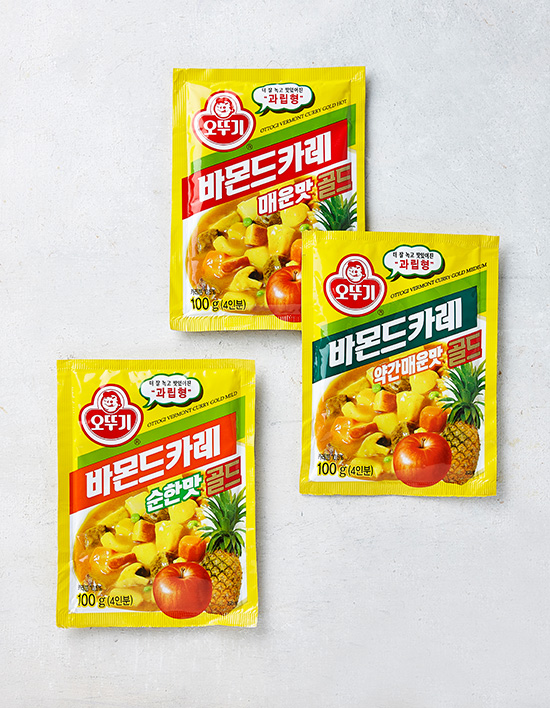 더 잘 녹고 맛있어진
-과립형-
오뚜기
OTTOGI VERMONT CURRY GOLD HOT
바몬드카레
매운맛 골드
100 g (4인분)
더 잘 녹고 맛있어진
-과립형-
오뚜기
OTTOGI VERMONT CURRY GOLD MEDIUM
바몬드카레
약간매운맛 골드
100 g (4인분)
더 잘 녹고 맛있어진
-과립형-
오뚜기
OTTOGI VERMONT CURRY GOLD MILD
바몬드카레
순한맛 골드
100 g (4인분)